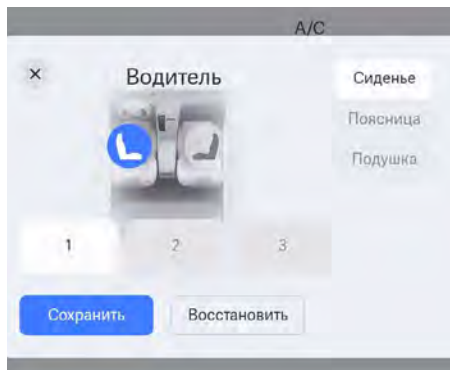 A/C
× Водитель Сиденье
Поясница
Подушка
1 2 3
Сохранить Восстановить